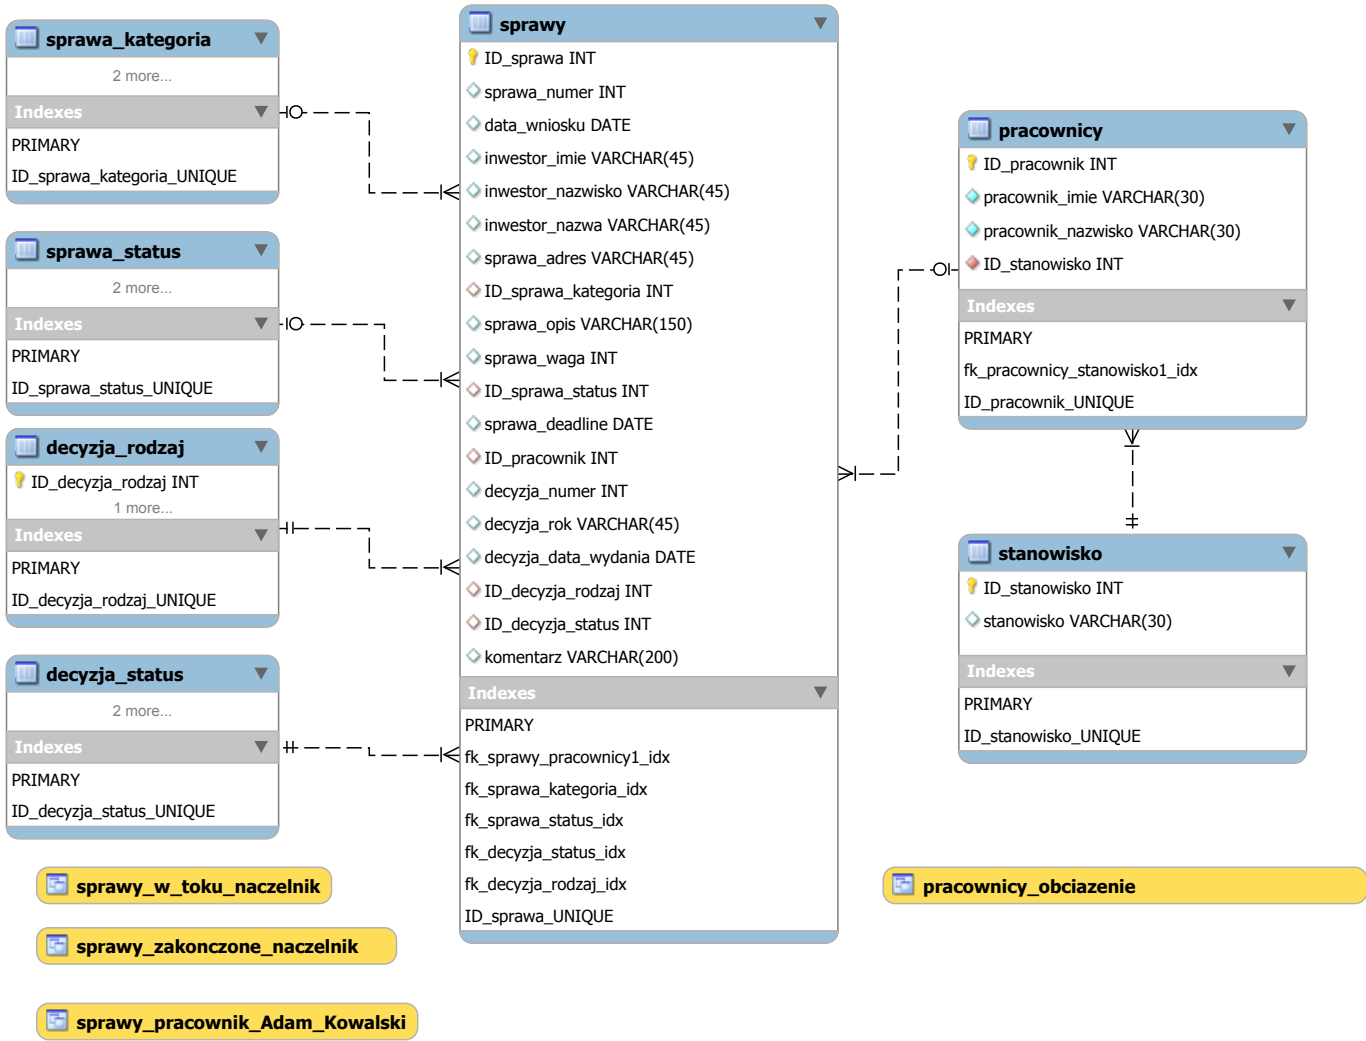 sprawa_kategoria
2 more...
Indexes
PRIMARY
ID_sprawa_kategoria_UNIQUE
sprawa_status
2 more...
Indexes
PRIMARY
ID_sprawa_status_UNIQUE
decyzja_rodzaj
ID_decyzja_rodzaj INT
1 more...
Indexes
PRIMARY
ID_decyzja_rodzaj_UNIQUE
decyzja_status
2 more...
Indexes
PRIMARY
ID_decyzja_status_UNIQUE
sprawy_w_toku_naczelnik
sprawy_zakonczone_naczelnik
sprawy_pracownik_Adam_Kowalski
sprawy
ID_sprawa INT
sprawa_numer INT
data_wniosku DATE
inwestor_imie VARCHAR(45)
inwestor_nazwisko VARCHAR(45)
inwestor_nazwa VARCHAR(45)
sprawa_adres VARCHAR(45)
ID_sprawa_kategoria INT
sprawa_opis VARCHAR(150)
sprawa_waga INT
ID_sprawa_status INT
sprawa_deadline DATE
ID_pracownik INT
decyzja_numer INT
decyzja_rok VARCHAR(45)
decyzja_data_wydania DATE
ID_decyzja_rodzaj INT
ID_decyzja_status INT
komentarz VARCHAR(200)
Indexes
PRIMARY
fk_sprawy_pracownicy1_idx
fk_sprawa_kategoria_idx
fk_sprawa_status_idx
fk_decyzja_status_idx
fk_decyzja_rodzaj_idx
ID_sprawa_UNIQUE
pracownicy
ID_pracownik INT
pracownik_imie VARCHAR(30)
pracownik_nazwisko VARCHAR(30)
ID_stanowisko INT
Indexes
PRIMARY
fk_pracownicy_stanowisko1_idx
ID_pracownik_UNIQUE
stanowisko
ID_stanowisko INT
stanowisko VARCHAR(30)
Indexes
PRIMARY
ID_stanowisko_UNIQUE
pracownicy_obciazenie